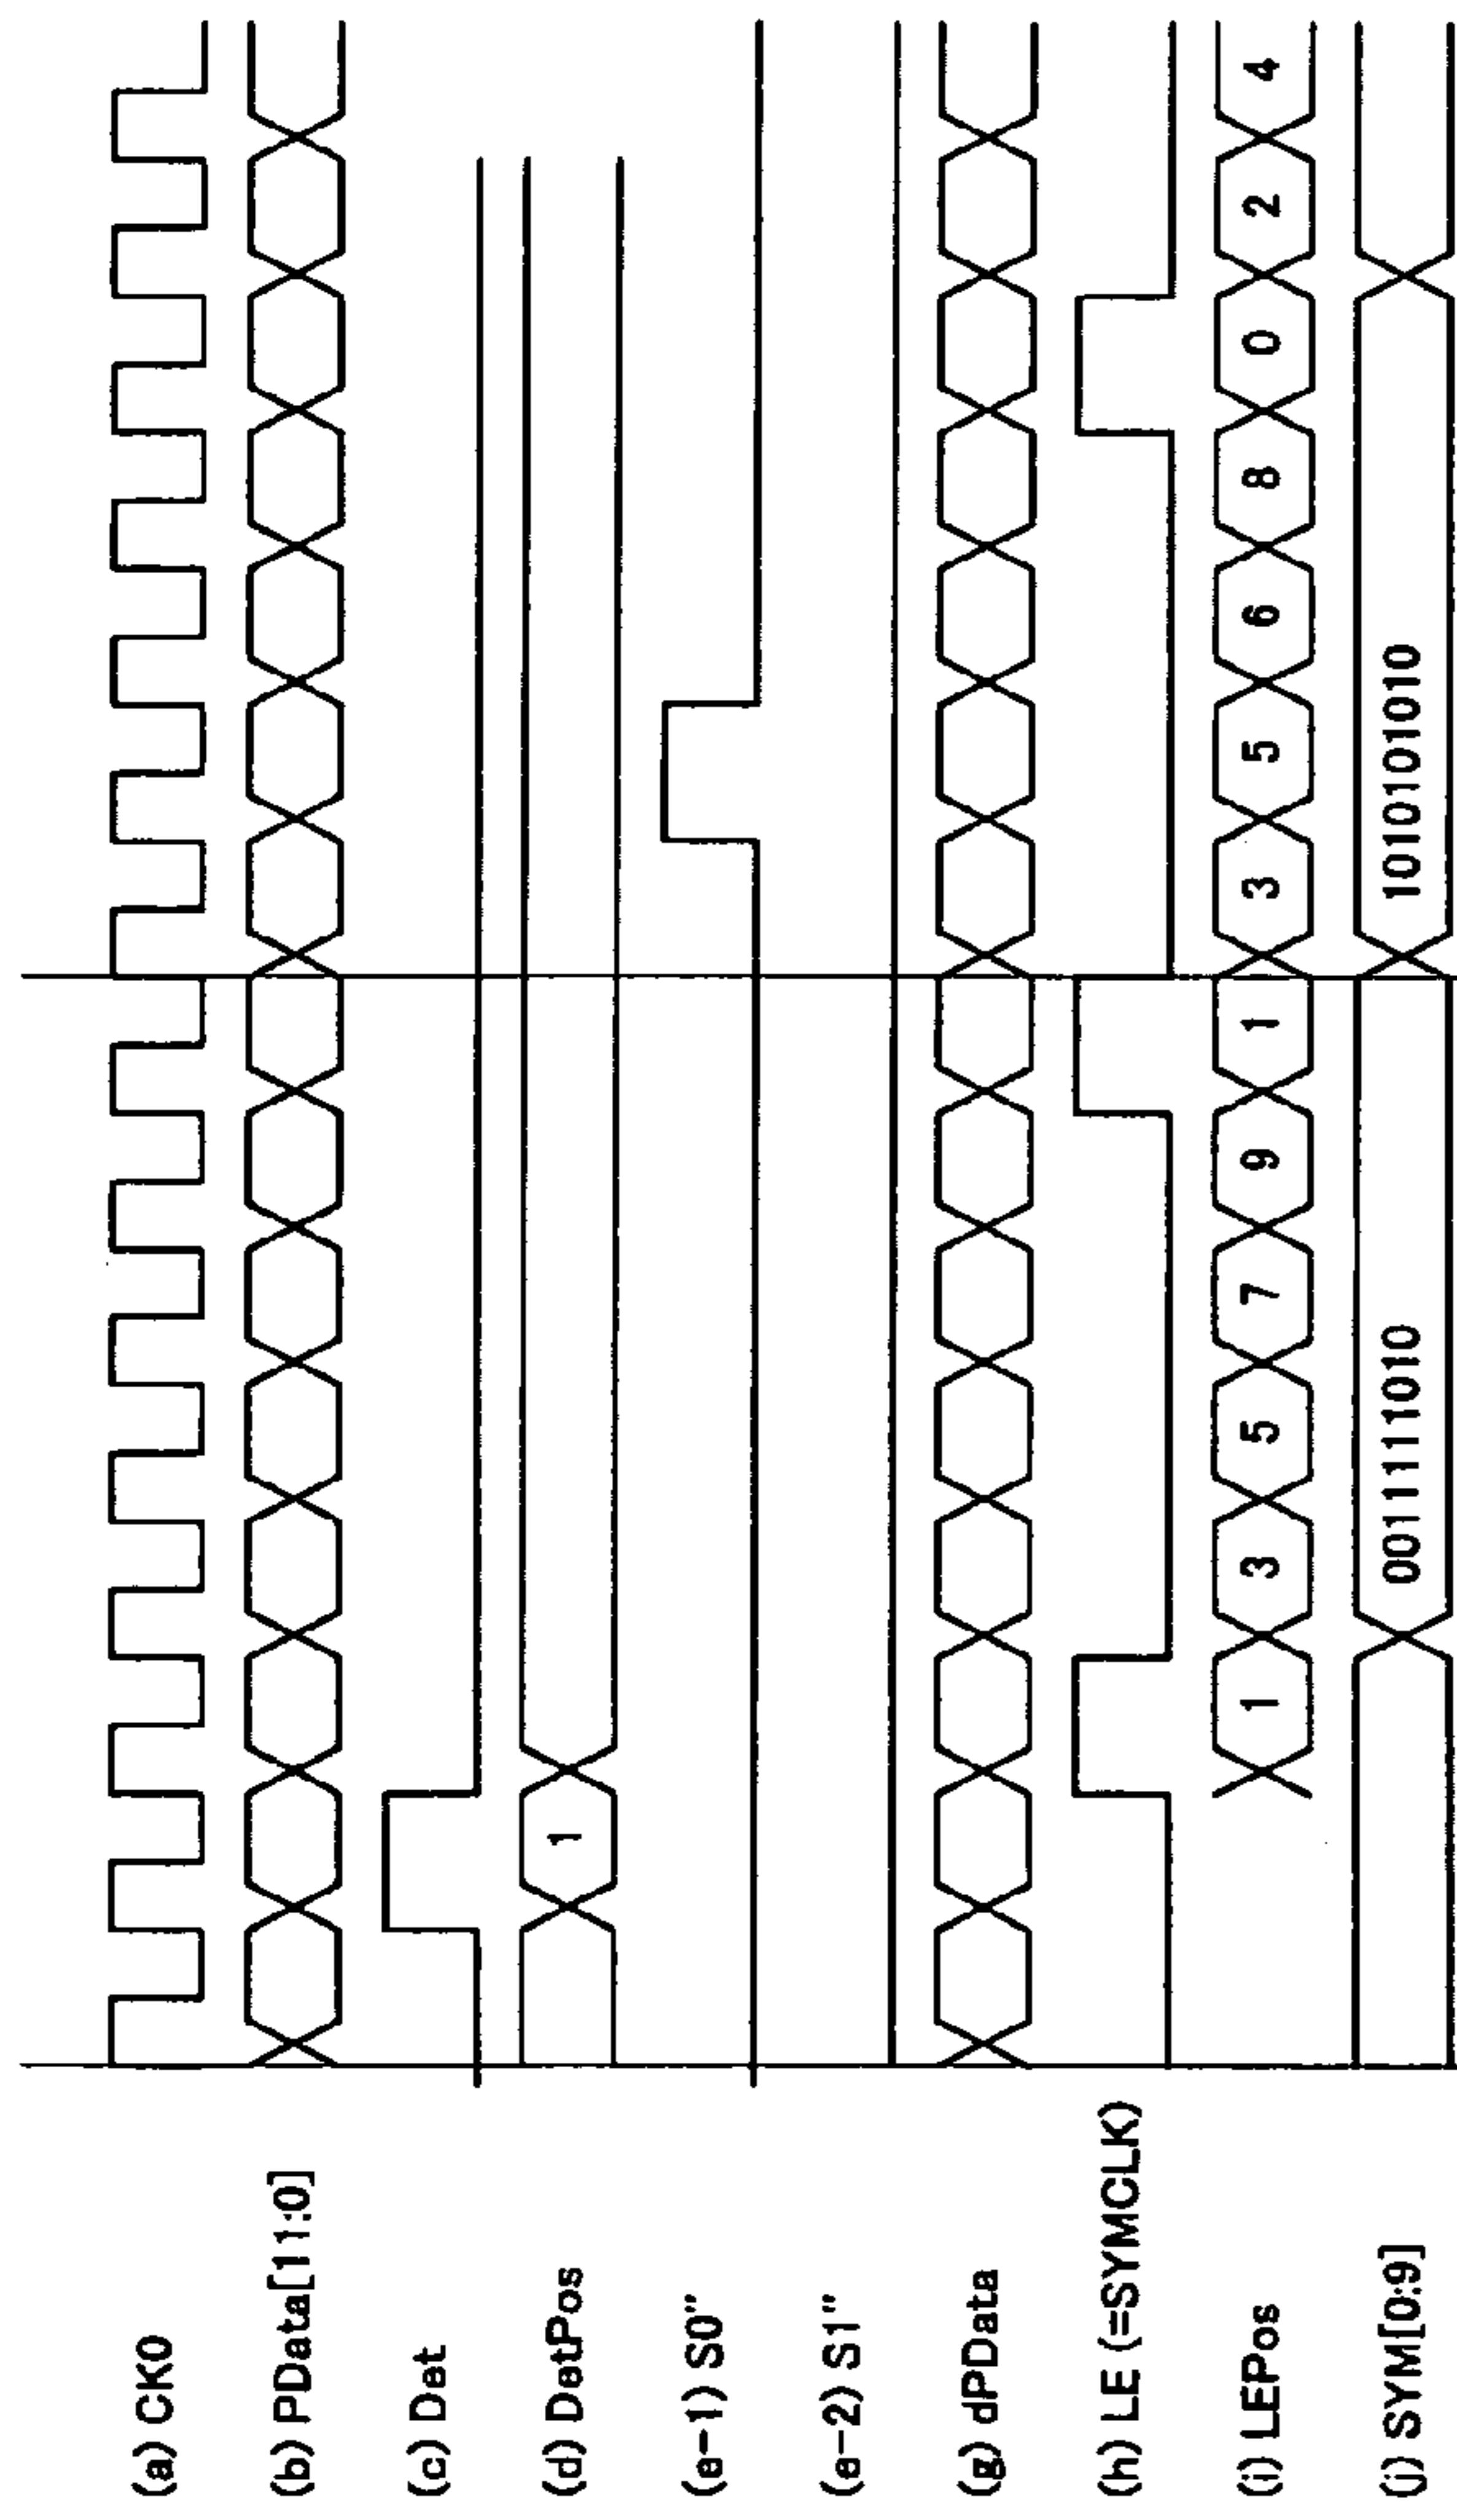 (a) CK0
(b) PData[11:0]
(c) Det
(d) DetPos 1
(e-1) S0"
(e-2) S1"
(g) dPData
(h) LE (=SYMCLK)
(i) LEPos 1 3 5 7 9 1 3 5 6 8 0 2 4
(j) SYM[0:9] 0011111010 1010101010